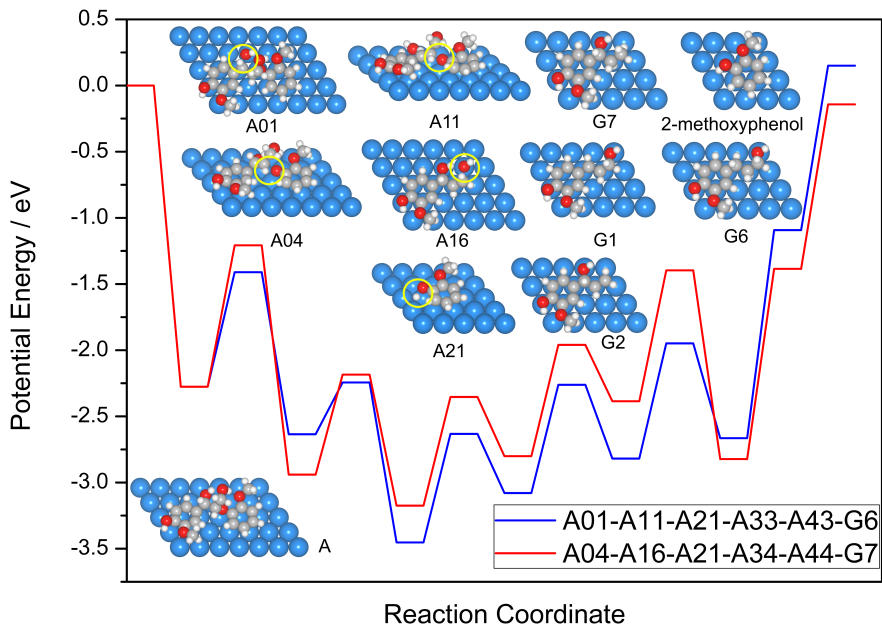 0.5
0.0
-0.5
-1.0
-1.5
-2.0
-2.5
-3.0
-3.5
Potential Energy / eV
Reaction Coordinate
A01
A11
G7
2-methoxyphenol
A04
A16
G1
G6
A21
G2
A
A01-A11-A21-A33-A43-G6
A04-A16-A21-A34-A44-G7